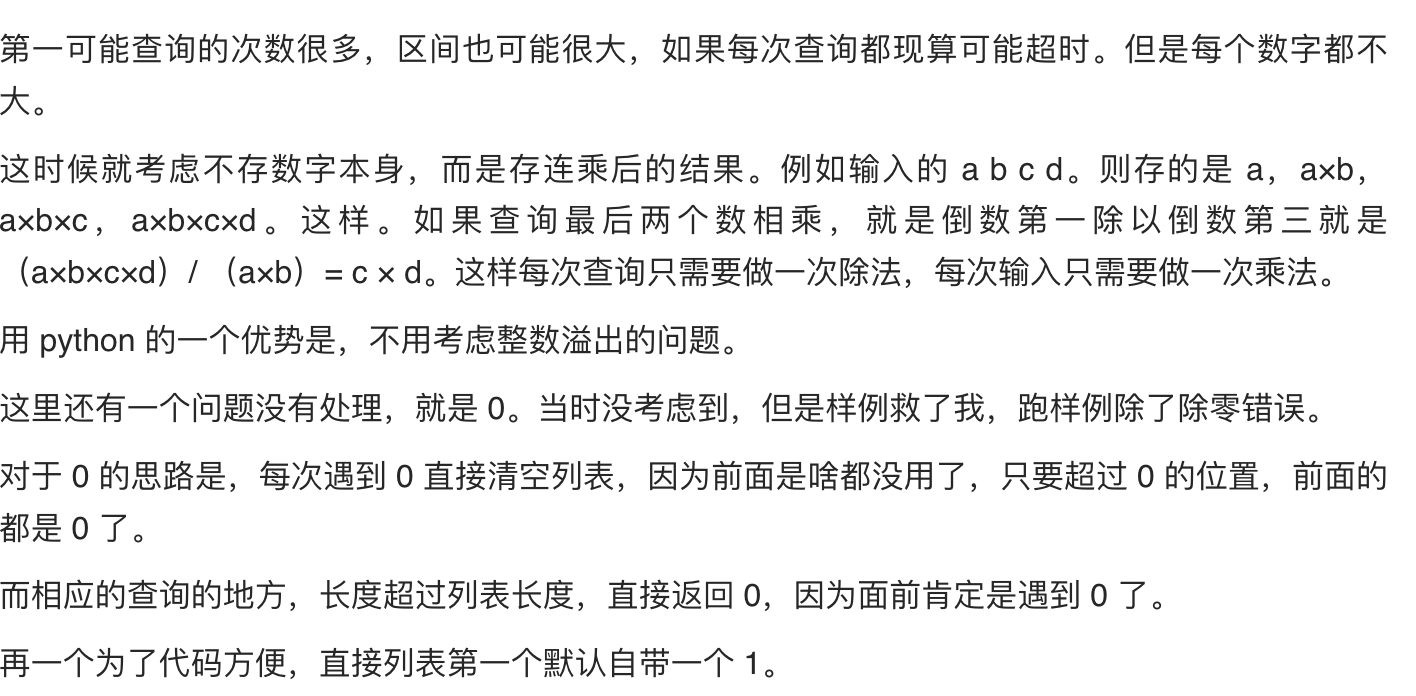 第一可能查询的次数很多，区间也可能很大，如果每次查询都现算可能超时。但是每个数字都不
大。
这时候就考虑不存数字本身，而是存连乘后的结果。例如输入的 a b c d。则存的是 a，a×b，
a×b×c，a×b×c×d。这样。如果查询最后两个数相乘，就是倒数第一除以倒数第三就是
（a×b×c×d）/ （a×b）= c × d。这样每次查询只需要做一次除法，每次输入只需要做一次乘法。
用 python 的一个优势是，不用考虑整数溢出的问题。
这里还有一个问题没有处理，就是 0。当时没考虑到，但是样例救了我，跑样例除了除零错误。
对于 0 的思路是，每次遇到 0 直接清空列表，因为前面是啥都没用了，只要超过 0 的位置，前面的
都是 0 了。
而相应的查询的地方，长度超过列表长度，直接返回 0，因为面前肯定是遇到 0 了。
再一个为了代码方便，直接列表第一个默认自带一个 1。